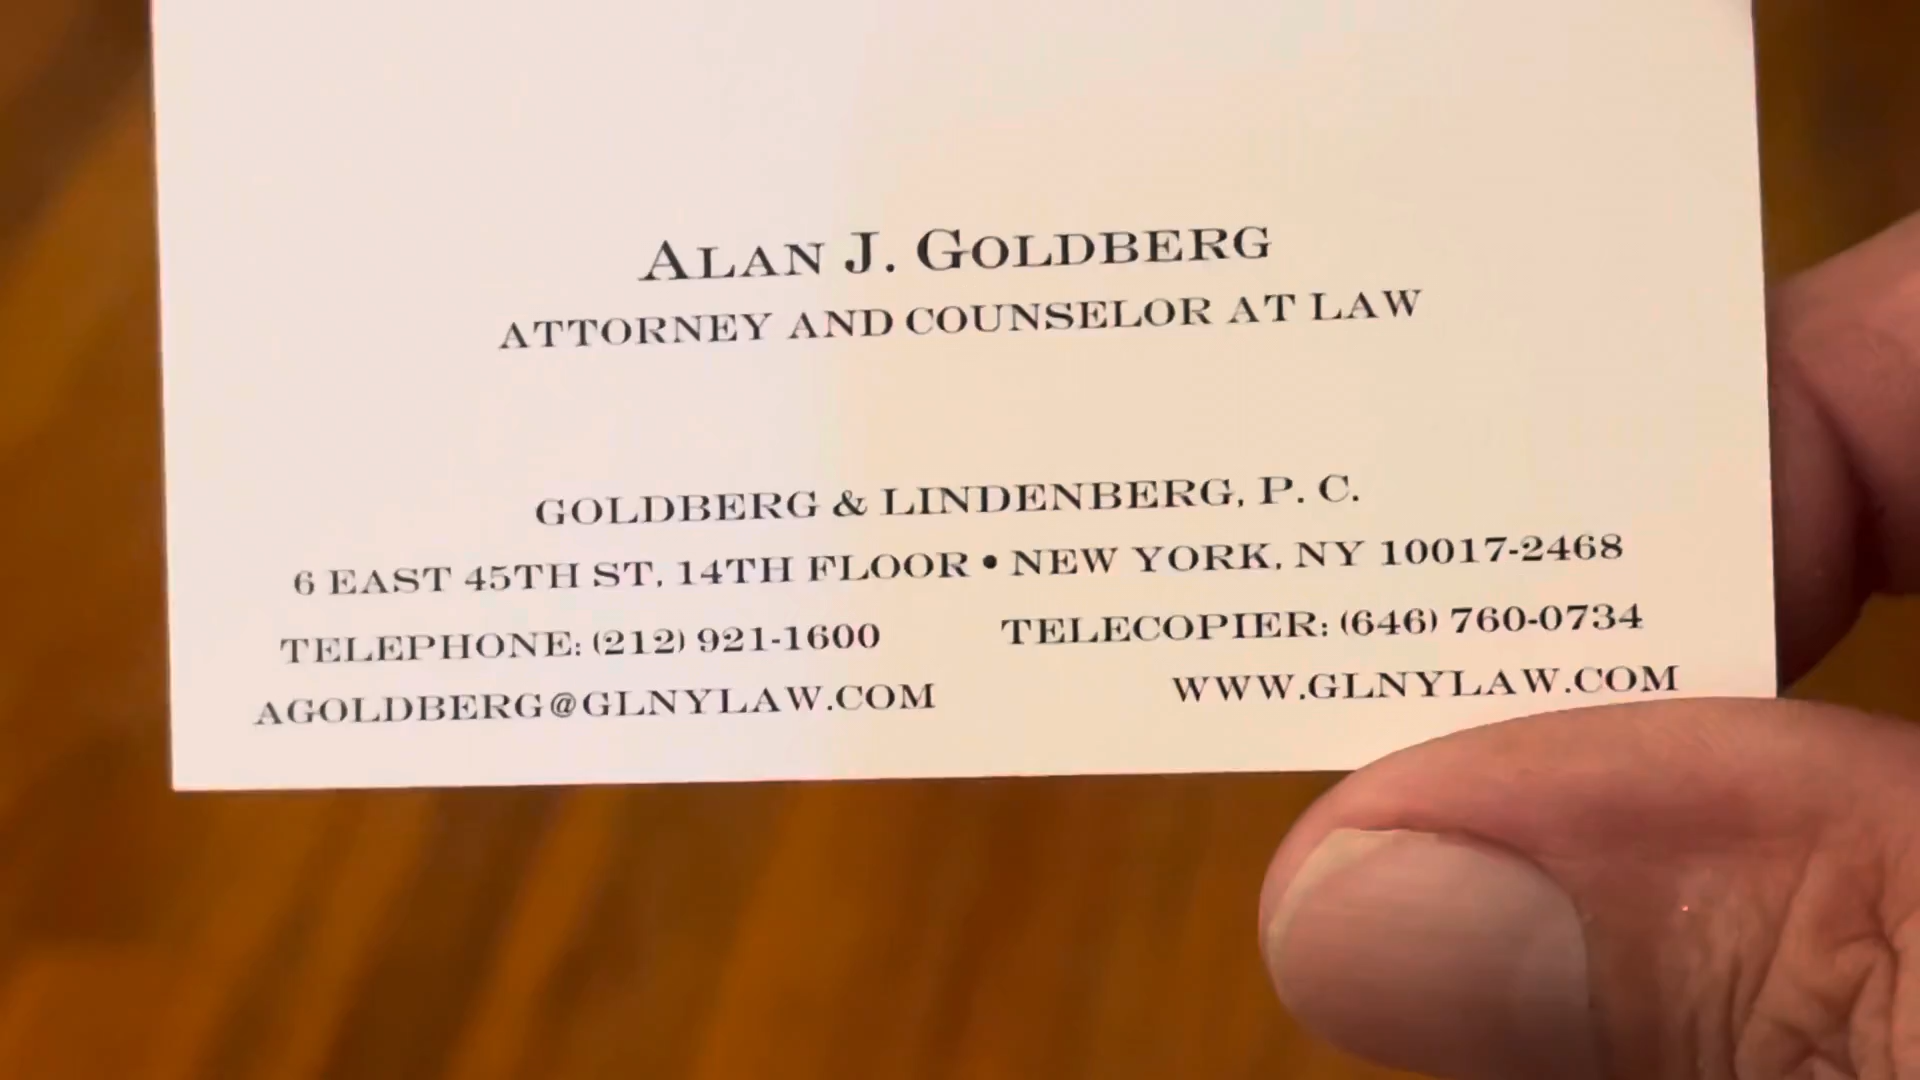 ALAN J. GOLDBERG
ATTORNEY AND COUNSELOR AT LAW
GOLDBERG & LINDENBERG, P. C.
6 EAST 45TH ST, 14TH FLOOR • NEW YORK, NY 10017-2468
TELEPHONE: (212) 921-1600 TELECOPIER: (646) 760-0734
AGOLDBERG@GLNYLAW.COM WWW.GLNYLAW.COM